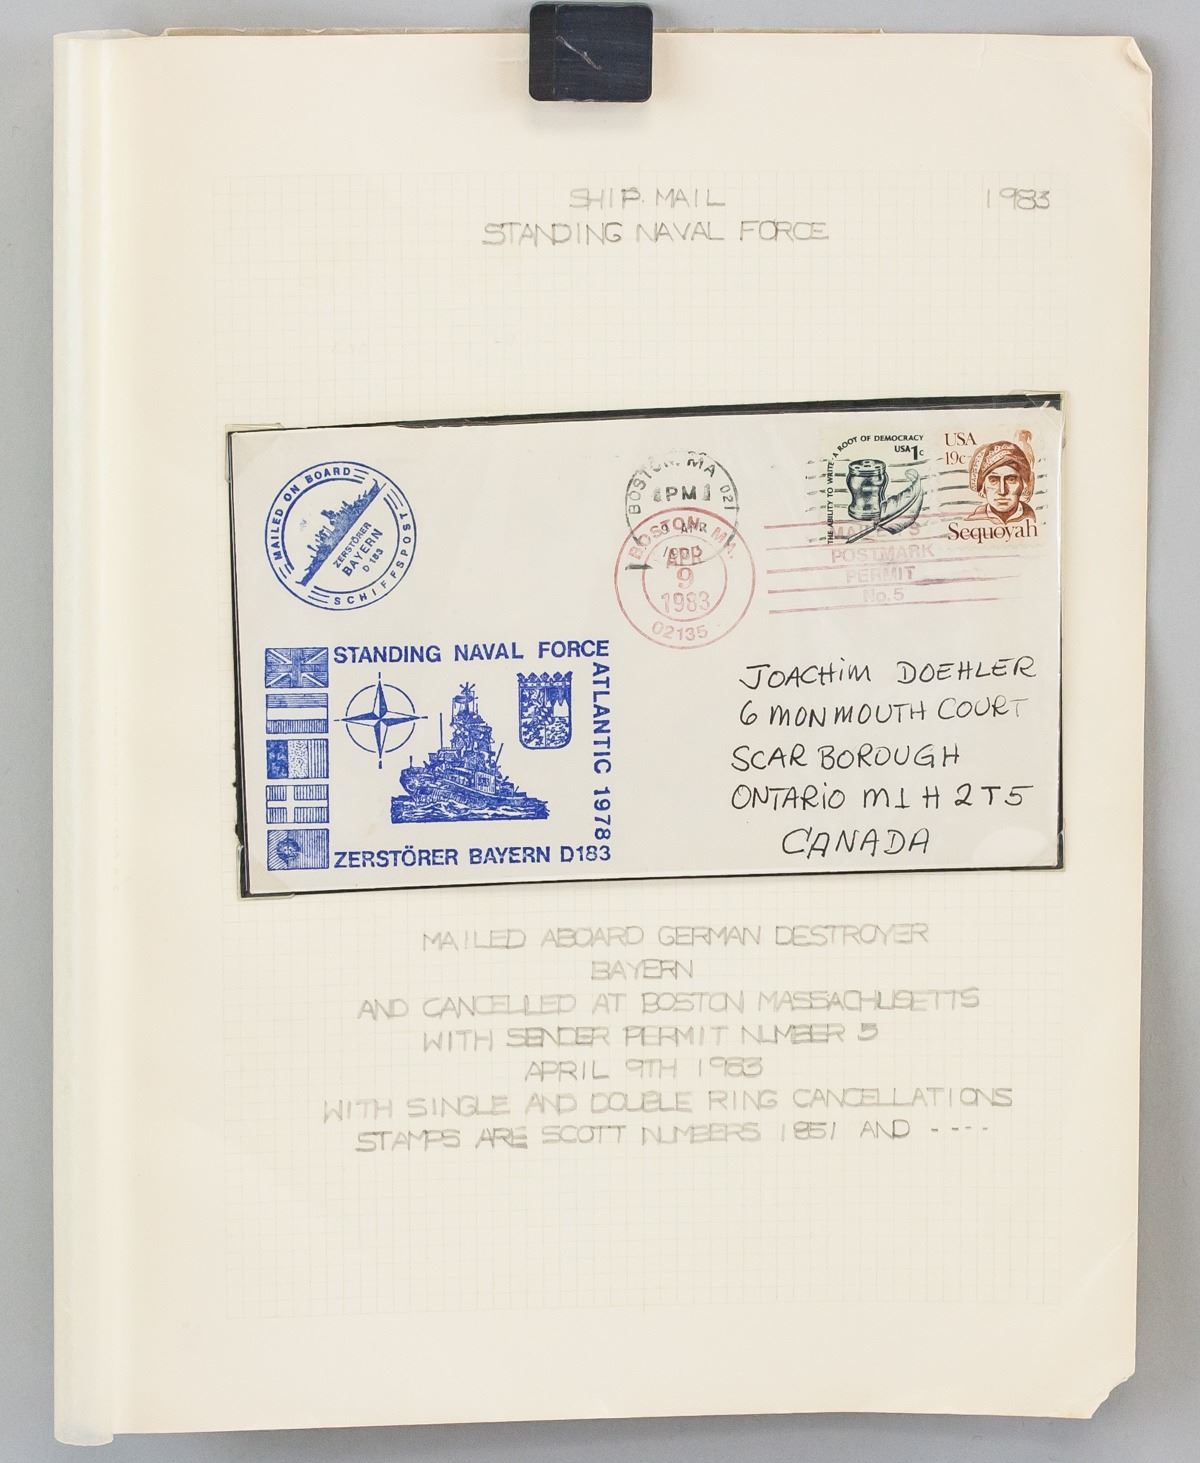 SHIP MAIL
1983
STANDING NAVAL FORCE
MAILED ON BOARD
ZERSTÖRER
BAYERN
D 183
SCHIFFSPOST
BOSTON, MA 021
PM
9 APR
BOSTON, MA.
APR
9
1983
02135
MAILER'S
POSTMARK
PERMIT
No.5
THE ABILITY TO WRITE·A ROOT OF DEMOCRACY
USA 1c
USA
19c
Sequoyah
STANDING NAVAL FORCE
ATLANTIC 1978
ZERSTÖRER BAYERN D183
JOACHIM DOEHLER
6 MONMOUTH COURT
SCARBOROUGH
ONTARIO M1H 2T5
CANADA
MAILED ABOARD GERMAN DESTROYER
BAYERN
AND CANCELLED AT BOSTON MASSACHUSETTS
WITH SENDER PERMIT NUMBER 5
APRIL 9TH 1983
WITH SINGLE AND DOUBLE RING CANCELLATIONS
STAMPS ARE SCOTT NUMBERS 1851 AND ----